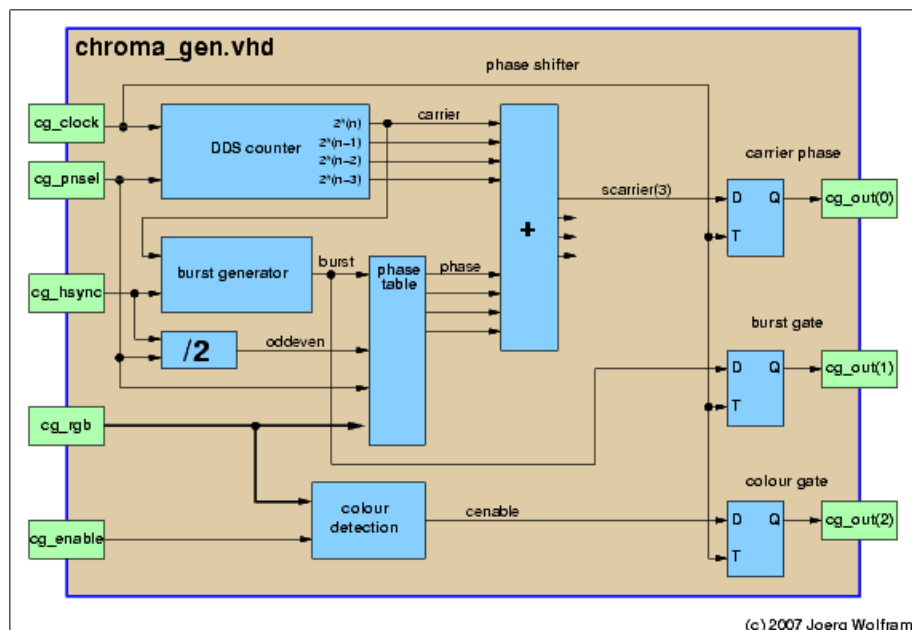 chroma_gen.vhd
phase shifter
cg_clock
DDS counter
2^(n)
2^(n-1)
2^(n-2)
2^(n-3)
carrier
carrier phase
cg_pnsel
scarrier(3)
D Q
T
cg_out(0)
+
burst generator
burst
phase
table
phase
cg_hsync
/2
oddeven
burst gate
D Q
T
cg_out(1)
cg_rgb
colour
detection
cenable
colour gate
D Q
T
cg_out(2)
cg_enable
(c) 2007 Joerg Wolfram